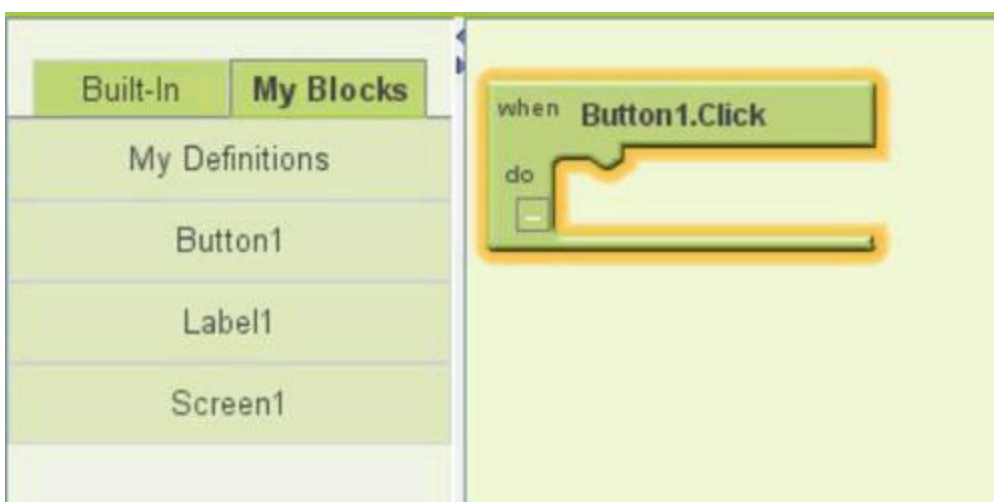 Built-In
My Blocks
My Definitions
Button1
Label1
Screen1
when Button1.Click
do